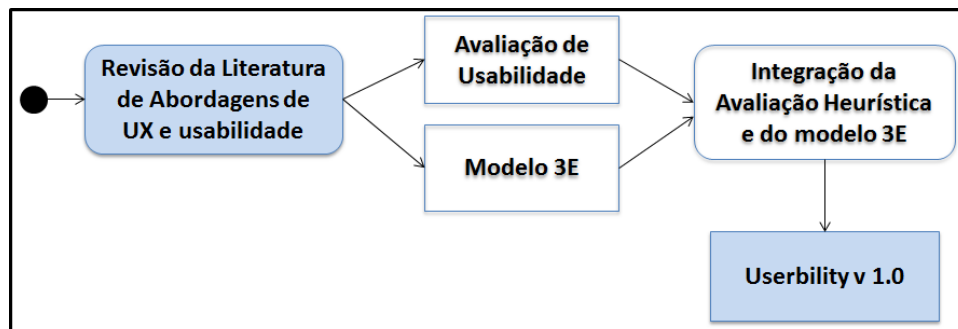 Revisão da Literatura
de Abordagens de
UX e usabilidade
Avaliação de
Usabilidade
Modelo 3E
Integração da
Avaliação Heurística
e do modelo 3E
Userbility v 1.0